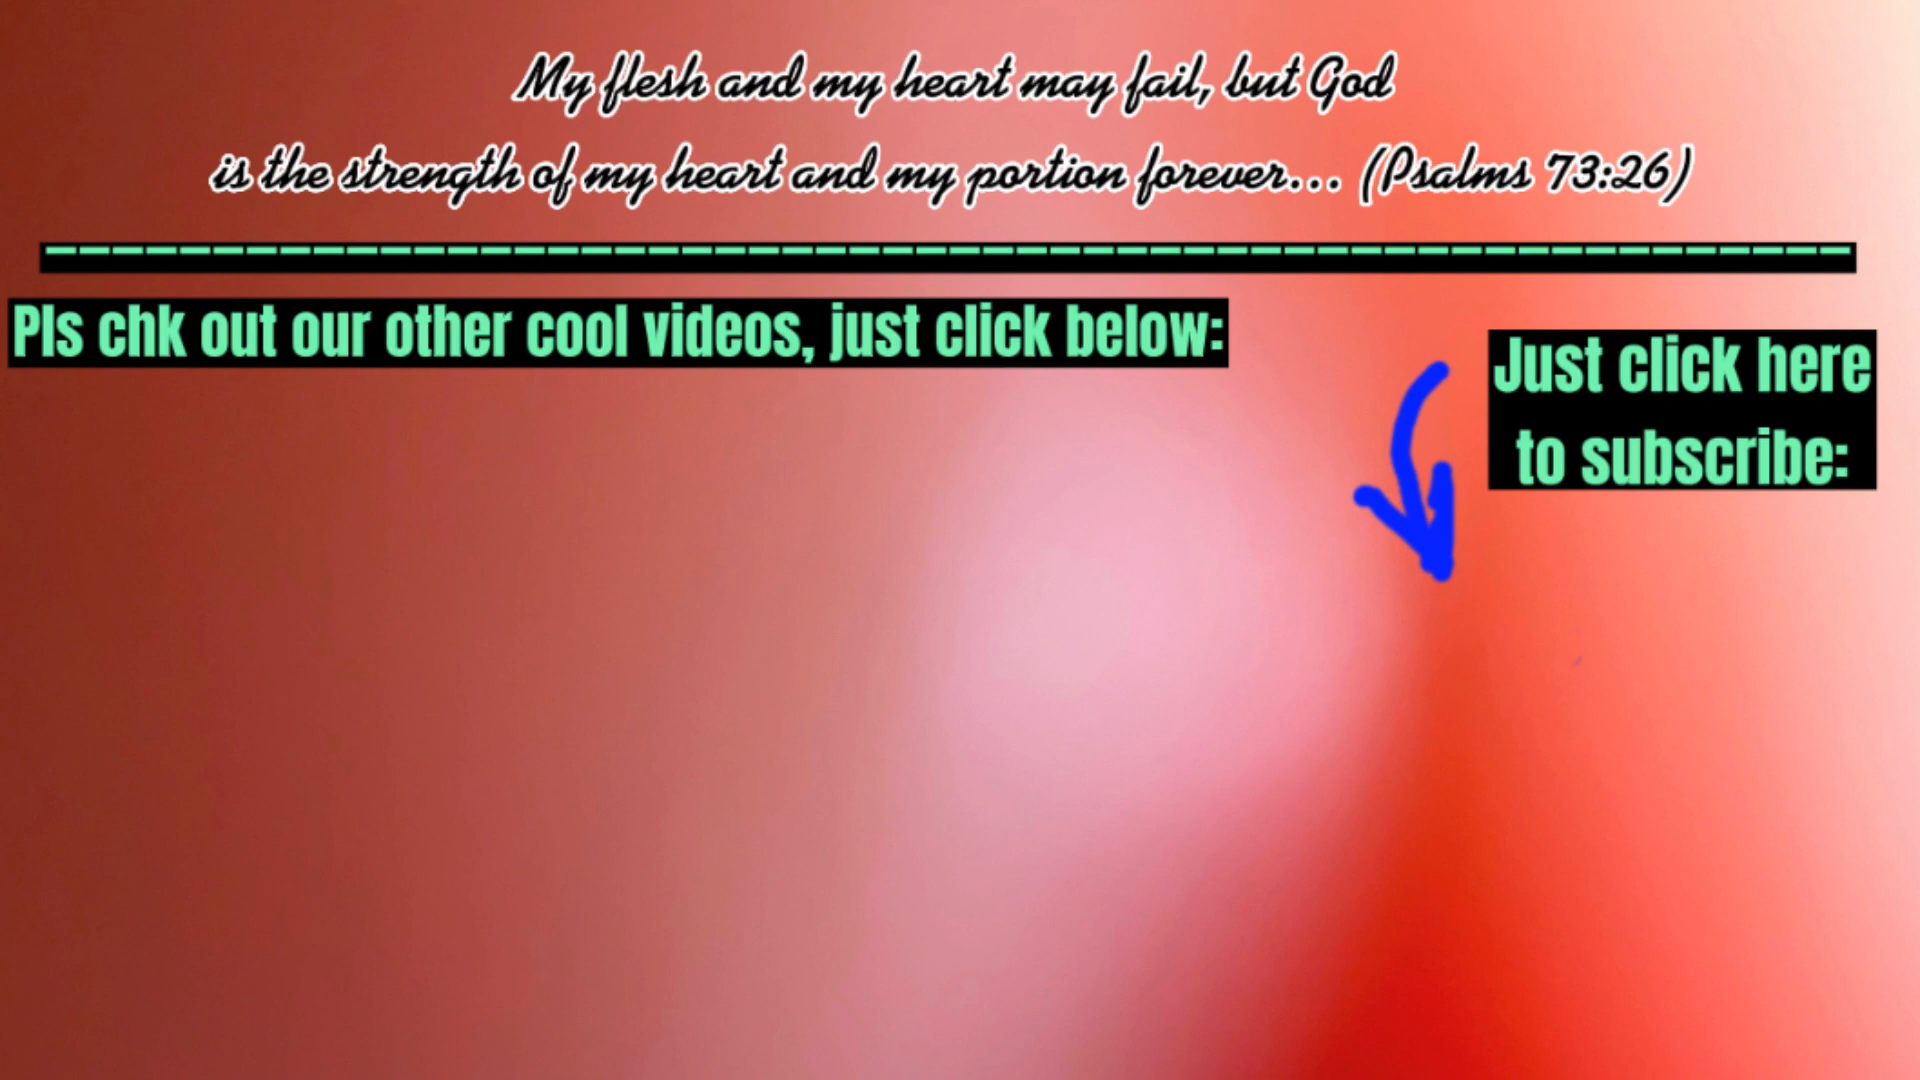 My flesh and my heart may fail, but God
is the strength of my heart and my portion forever... (Psalms 73:26)
Pls chk out our other cool videos, just click below:
Just click here
to subscribe: